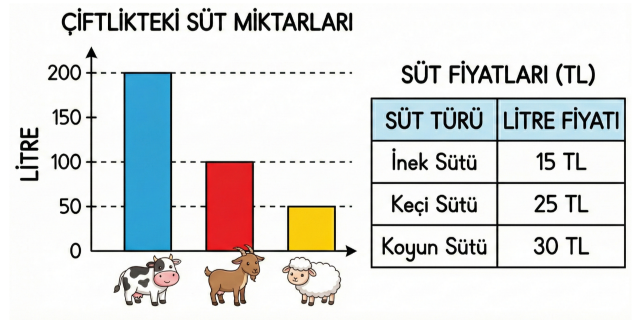 ÇİFTLİKTEKİ SÜT MİKTARLARI
LİTRE
200
150
100
50
0
SÜT FİYATLARI (TL)
SÜT TÜRÜ LİTRE FİYATI
İnek Sütü 15 TL
Keçi Sütü 25 TL
Koyun Sütü 30 TL